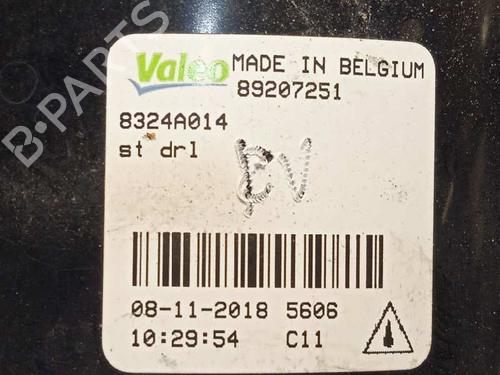 Valeo MADE IN BELGIUM
89207251
8324A014
st drl
08-11-2018 5606
10:29:54 C11
B-PARTS